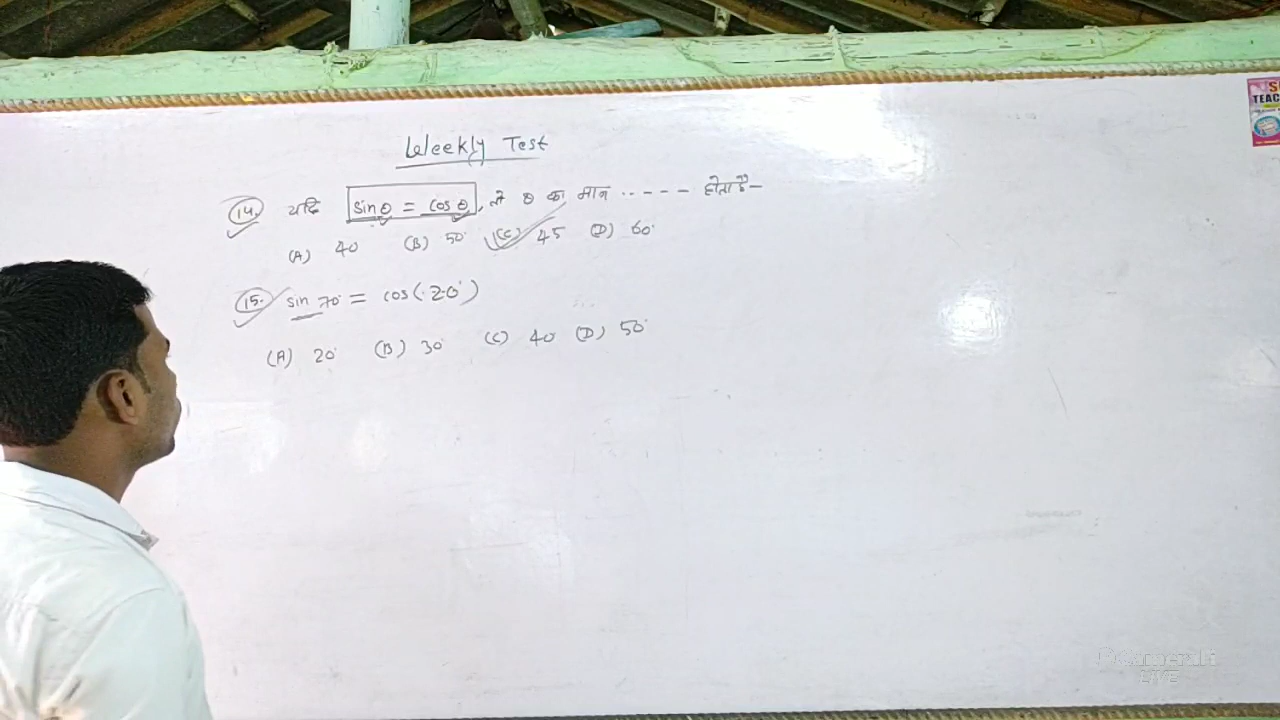 Weekly Test
14. यदि sinθ = cosθ, तो θ का मान ----- होता है-
(A) 40 (B) 50° (C) 45 (D) 60°
15. sin 70° = cos(20°)
(A) 20° (B) 30° (C) 40 (D) 50°
LIVE